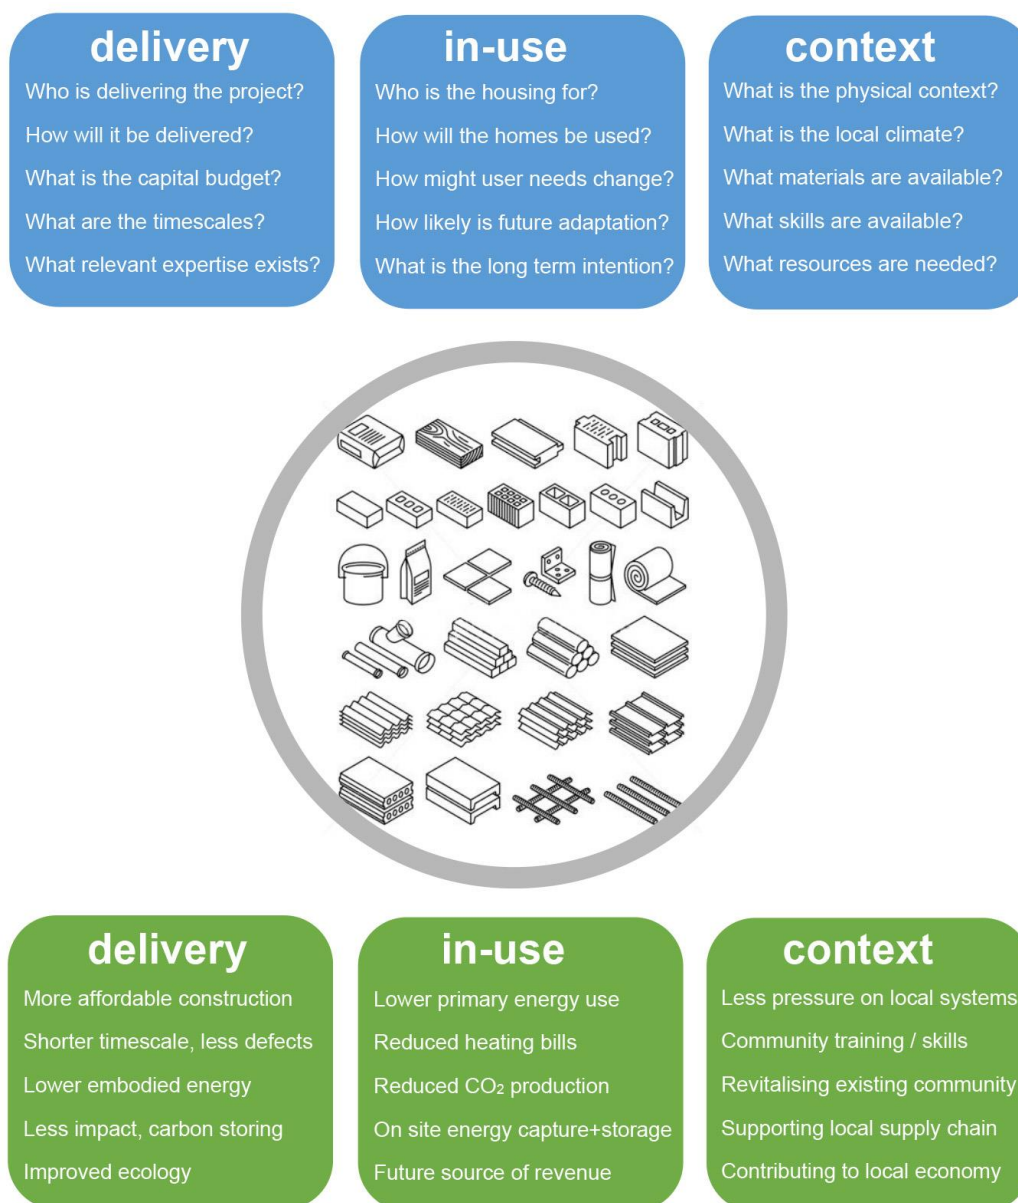 delivery
Who is delivering the project?
How will it be delivered?
What is the capital budget?
What are the timescales?
What relevant expertise exists?
in-use
Who is the housing for?
How will the homes be used?
How might user needs change?
How likely is future adaptation?
What is the long term intention?
context
What is the physical context?
What is the local climate?
What materials are available?
What skills are available?
What resources are needed?
delivery
More affordable construction
Shorter timescale, less defects
Lower embodied energy
Less impact, carbon storing
Improved ecology
in-use
Lower primary energy use
Reduced heating bills
Reduced CO₂ production
On site energy capture+storage
Future source of revenue
context
Less pressure on local systems
Community training / skills
Revitalising existing community
Supporting local supply chain
Contributing to local economy